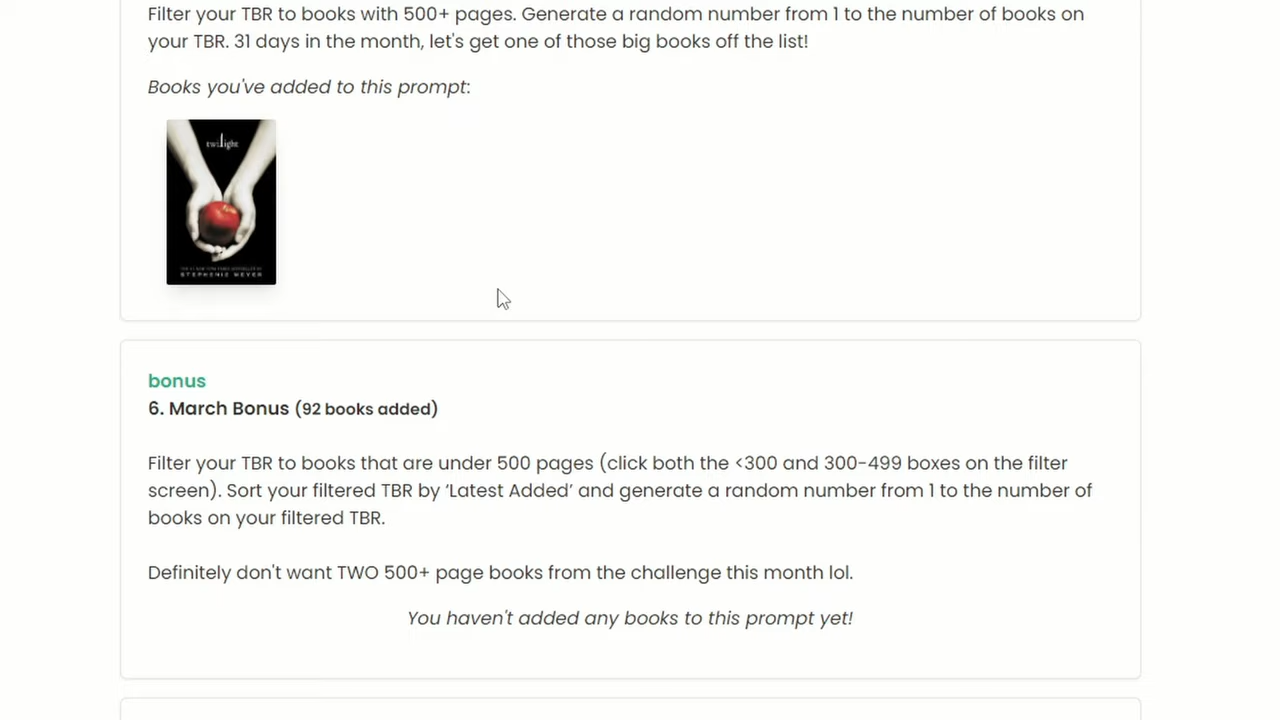 Filter your TBR to books with 500+ pages. Generate a random number from 1 to the number of books on
your TBR. 31 days in the month, let's get one of those big books off the list!
Books you've added to this prompt:
twilight
STEPHENIE MEYER
bonus
6. March Bonus (92 books added)
Filter your TBR to books that are under 500 pages (click both the <300 and 300-499 boxes on the filter
screen). Sort your filtered TBR by ‘Latest Added’ and generate a random number from 1 to the number of
books on your filtered TBR.
Definitely don't want TWO 500+ page books from the challenge this month lol.
You haven't added any books to this prompt yet!